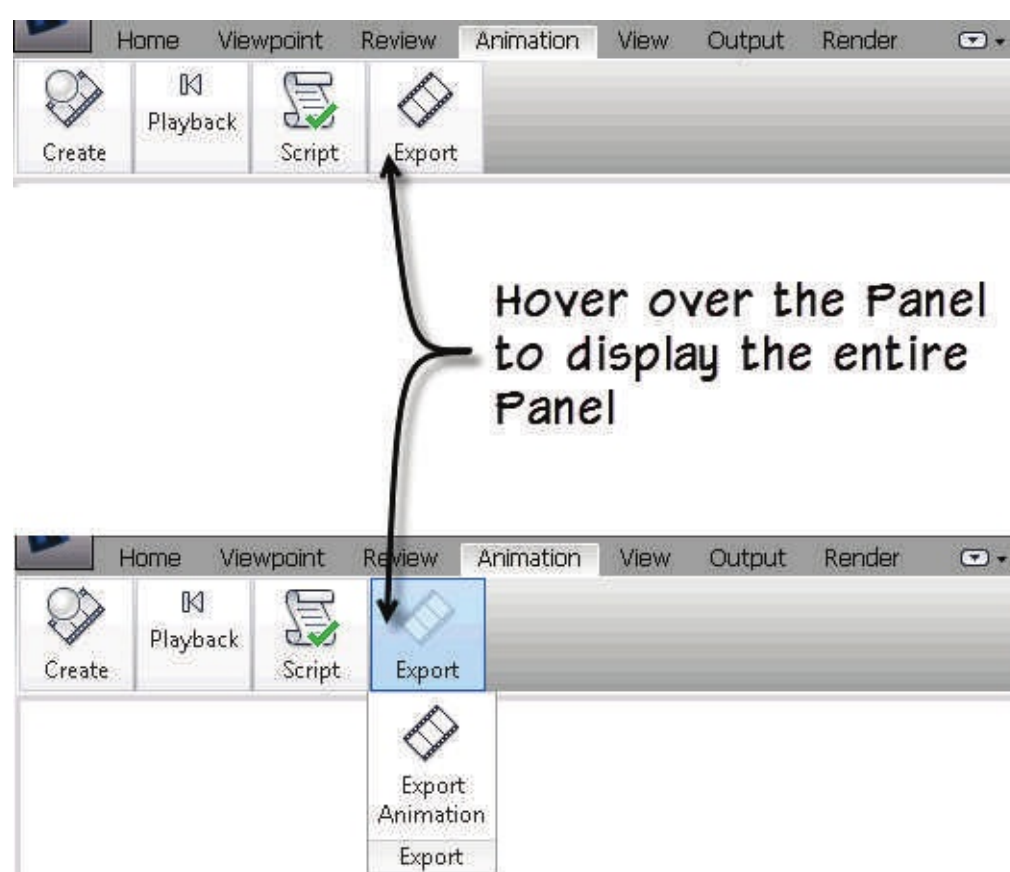 Home Viewpoint Review Animation View Output Render
Playback
Create Script Export
Hover over the Panel
to display the entire
Panel
Home Viewpoint Review Animation View Output Render
Playback
Create Script Export
Export
Animation
Export